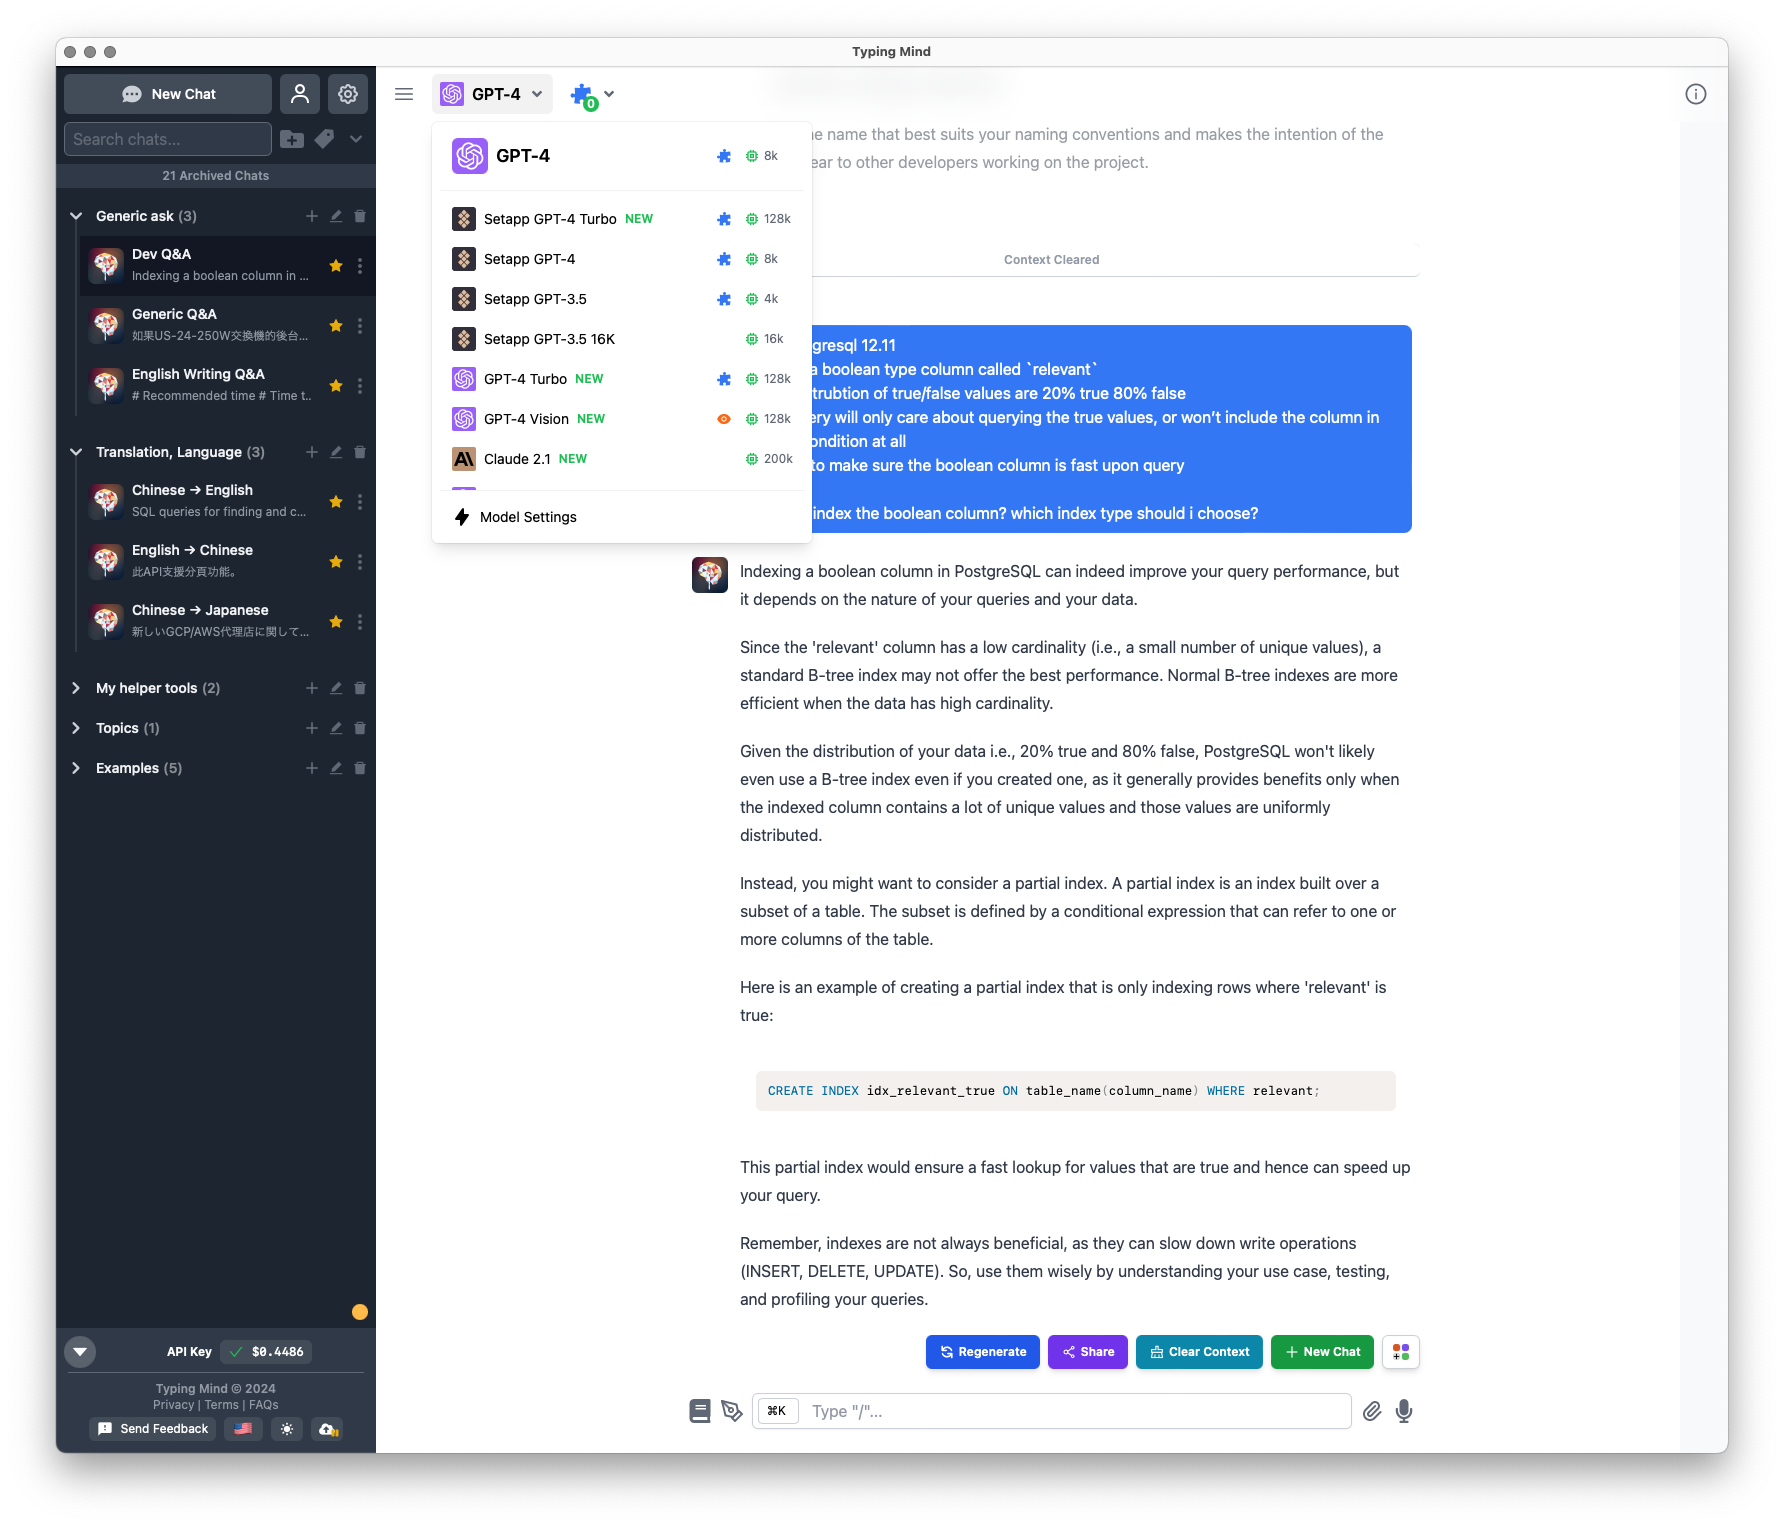 Typing Mind
New Chat
Search chats...
21 Archived Chats
Generic ask (3)
Dev Q&A
Indexing a boolean column in ...
Generic Q&A
如果US-24-250W交換機的後台...
English Writing Q&A
# Recommended time # Time t..
Translation, Language (3)
Chinese → English
SQL queries for finding and c...
English → Chinese
此API支援分頁功能。
Chinese → Japanese
新しいGCP/AWS代理店に関して...
My helper tools (2)
Topics (1)
Examples (5)
API Key $0.4486
Typing Mind © 2024
Privacy | Terms | FAQs
Send Feedback
GPT-4
0
GPT-4 8k
Setapp GPT-4 Turbo NEW 128k
Setapp GPT-4 8k
Setapp GPT-3.5 4k
Setapp GPT-3.5 16K 16k
GPT-4 Turbo NEW 128k
GPT-4 Vision NEW 128k
Claude 2.1 NEW 200k
Model Settings
name that best suits your naming conventions and makes the intention of the
ear to other developers working on the project.
Context Cleared
gresql 12.11
a boolean type column called `relevant`
trubtion of true/false values are 20% true 80% false
ery will only care about querying the true values, or won’t include the column in
ondition at all
to make sure the boolean column is fast upon query
index the boolean column? which index type should i choose?
Indexing a boolean column in PostgreSQL can indeed improve your query performance, but
it depends on the nature of your queries and your data.
Since the 'relevant' column has a low cardinality (i.e., a small number of unique values), a
standard B-tree index may not offer the best performance. Normal B-tree indexes are more
efficient when the data has high cardinality.
Given the distribution of your data i.e., 20% true and 80% false, PostgreSQL won't likely
even use a B-tree index even if you created one, as it generally provides benefits only when
the indexed column contains a lot of unique values and those values are uniformly
distributed.
Instead, you might want to consider a partial index. A partial index is an index built over a
subset of a table. The subset is defined by a conditional expression that can refer to one or
more columns of the table.
Here is an example of creating a partial index that is only indexing rows where 'relevant' is
true:
CREATE INDEX idx_relevant_true ON table_name(column_name) WHERE relevant;
This partial index would ensure a fast lookup for values that are true and hence can speed up
your query.
Remember, indexes are not always beneficial, as they can slow down write operations
(INSERT, DELETE, UPDATE). So, use them wisely by understanding your use case, testing,
and profiling your queries.
Regenerate Share Clear Context New Chat
⌘K Type "/"...